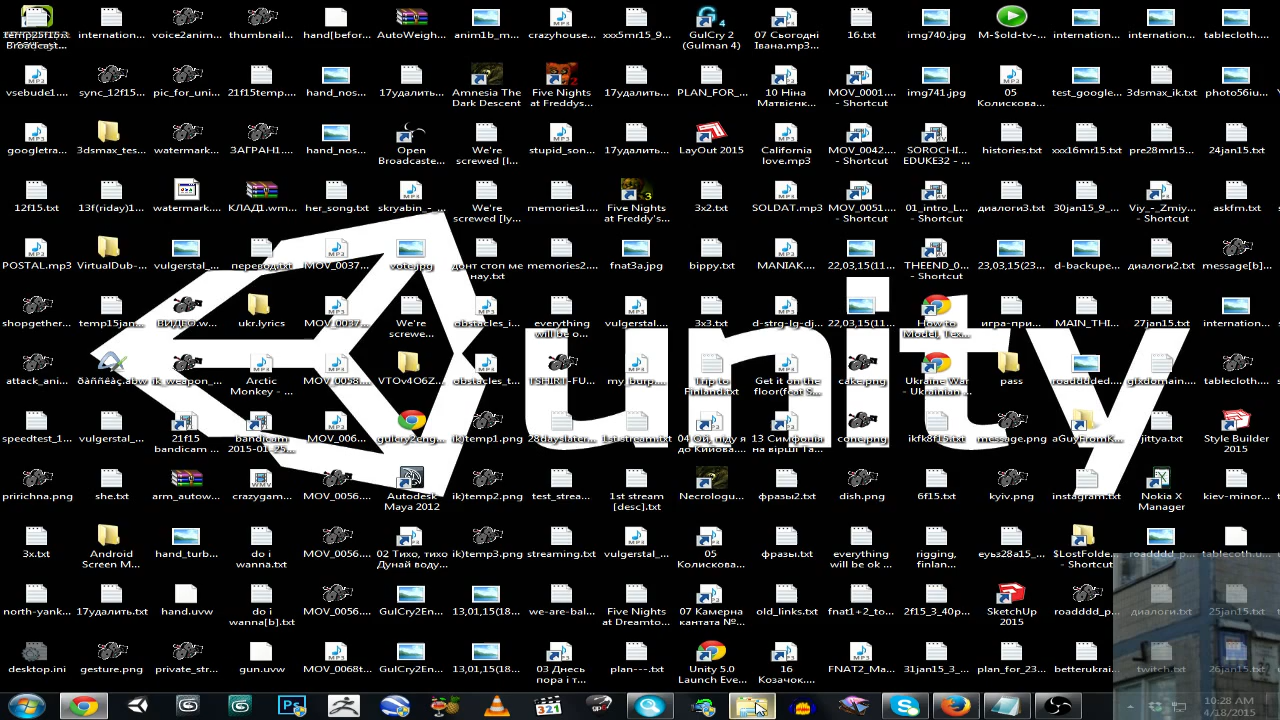 internation...
voice2anim...
thumbnail...
hand[befor...
AutoWeigh...
anim1b_m...
crazyhouse...
xxx5mr15_9...
GulCry 2
(Gulman 4)
07 Сьогодні
Івана.mp3...
16.txt
img740.jpg
M-$old-tv-...
internation...
internation...
tablecloth...
vsebude1....
sync_12f15...
pic_for_uni...
21f15temp...
hand_nos...
17удалить...
Amnesia The
Dark Descent
Five Nights
at Freddys...
17удалить...
PLAN_FOR_...
10 Ніна
Матвієнк...
MOV_0001...
- Shortcut
img741.jpg
05
Колискова...
test_google...
3dsmax_ik.txt
photo56iu...
googletra...
3dsmax_tes...
watermark...
ЗАГРАН1....
hand_nos...
Open
Broadcaste...
We're
screwed [l...
stupid_son...
17удалить...
LayOut 2015
California
love.mp3
MOV_0042...
- Shortcut
SOROCHI...
EDUKE32 - ...
histories.txt
xxx16mr15.txt
pre28mr15...
24jan15.txt
12f15.txt
13f(riday)1...
watermark...
КЛАД1.wm...
her_song.txt
skryabin_-...
We're
screwed [ly...
memories1...
Five Nights
at Freddy's...
3x2.txt
SOLDAT.mp3
MOV_0051...
- Shortcut
01_intro_L...
- Shortcut
диалоги3.txt
30jan15_9_...
Viy_-_Zmiy...
- Shortcut
askfm.txt
POSTAL.mp3
VirtualDub-...
vulgerstal_...
перевод.txt
MOV_0037...
vote.jpg
донт стоп ме
нау.txt
memories2...
fnat3a.jpg
bippy.txt
MANIAK....
22,03,15(11...
THEEND_0...
- Shortcut
23,03,15(23...
d-backupe...
диалоги2.txt
message[b]...
shopgether...
temp15jan...
ВИДЕО.w...
ukr.lyrics
MOV_0037...
We're
screwe...
obstacles_i...
everything
will be o...
vulgerstal...
3x3.txt
d-strg-lg-dj...
22,03,15(11...
How to
Model, Tex...
игра-при...
MAIN_THI...
27jan15.txt
internation...
unity
attack_ani...
ik_weapon_...
Arctic
Monkey - ...
MOV_0058...
VTOv4O6Z...
obstacles_t...
TSHIRT-FU...
my_burp....
Trip to
Finland.txt
Get it on the
floor(feat S...
cake.png
Ukraine War
- Ukrainian ...
pass
roadddded....
gfxdomain...
tablecloth...
speedtest_1...
vulgerstal...
21f15
bandicam ...
bandicam
2015-01-25...
MOV_006...
gulcry2eng...
ik)temp1.png
28dayslater...
1st stream.txt
04 Ой, піду я
до Києва...
13 Симфонія
на вірші Та...
cone.png
ikfk8f15.txt
message.png
aGuyFromK...
jittya.txt
Style Builder
2015
pririchna.png
she.txt
arm_autow...
crazygam...
MOV_0056...
Autodesk
Maya 2012
ik)temp2.png
test_strea...
1st stream
[desc].txt
Necrologu...
фразы2.txt
dish.png
6f15.txt
kyiv.png
instagram.txt
Nokia X
Manager
kiev-minor...
3x.txt
Android
Screen M...
hand_turb...
do i
wanna.txt
MOV_0056...
02 Тихо, тихо
Дунай воду...
ik)temp3.png
streaming.txt
vulgerstal_...
05
Колискова...
фразы.txt
everything
will be ok ...
rigging,
finlan...
еуьз28a15_...
$LostFolde...
- Shortcut
roadddd_p...
tablecoth.u...
north-yank...
17удалить.txt
hand.uvw
do i
wanna[b].txt
MOV_0056...
GulCry2En...
13,01,15(18...
we-are-bal...
Five Nights
at Dreamto...
07 Камерна
кантата №...
old_links.txt
fnat1+2_to...
2f15_3_40p...
SketchUp
2015
roadddd_p...
диалоги.txt
25jan15.txt
desktop.ini
gesture.png
private_str...
gun.uvw
MOV_0068t...
GulCry2En...
13,01,15(18...
03 Днесь
пора і т...
plan---.txt
Unity 5.0
Launch Eve...
16
Козачок....
FNAT2_Ma...
31jan15_3_...
plan_for_23...
betterukrai...
twitch.txt
26jan15.txt
10:28 AM
4/18/2015